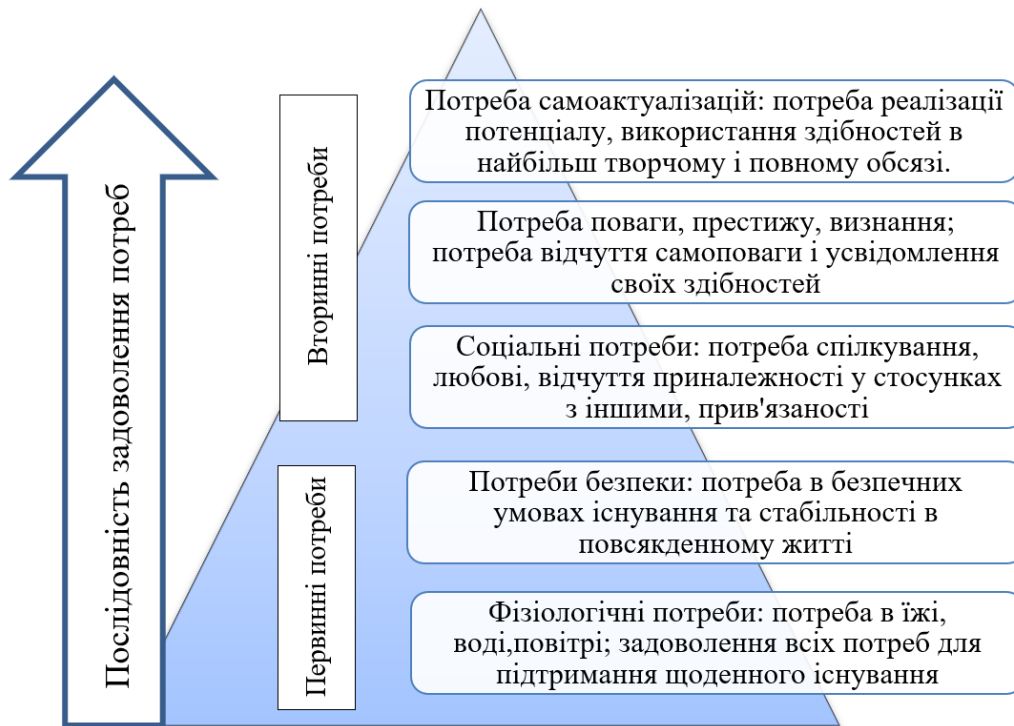 Послідовність задоволення потреб
Вторинні потреби
Потреба самоактуалізацій: потреба реалізації
потенціалу, використання здібностей в
найбільш творчому і повному обсязі.
Потреба поваги, престижу, визнання;
потреба відчуття самоповаги і усвідомлення
своїх здібностей
Соціальні потреби: потреба спілкування,
любові, відчуття приналежності у стосунках
з іншими, прив'язаності
Первинні потреби
Потреби безпеки: потреба в безпечних
умовах існування та стабільності в
повсякденному житті
Фізіологічні потреби: потреба в їжі,
воді,повітрі; задоволення всіх потреб для
підтримання щоденного існування